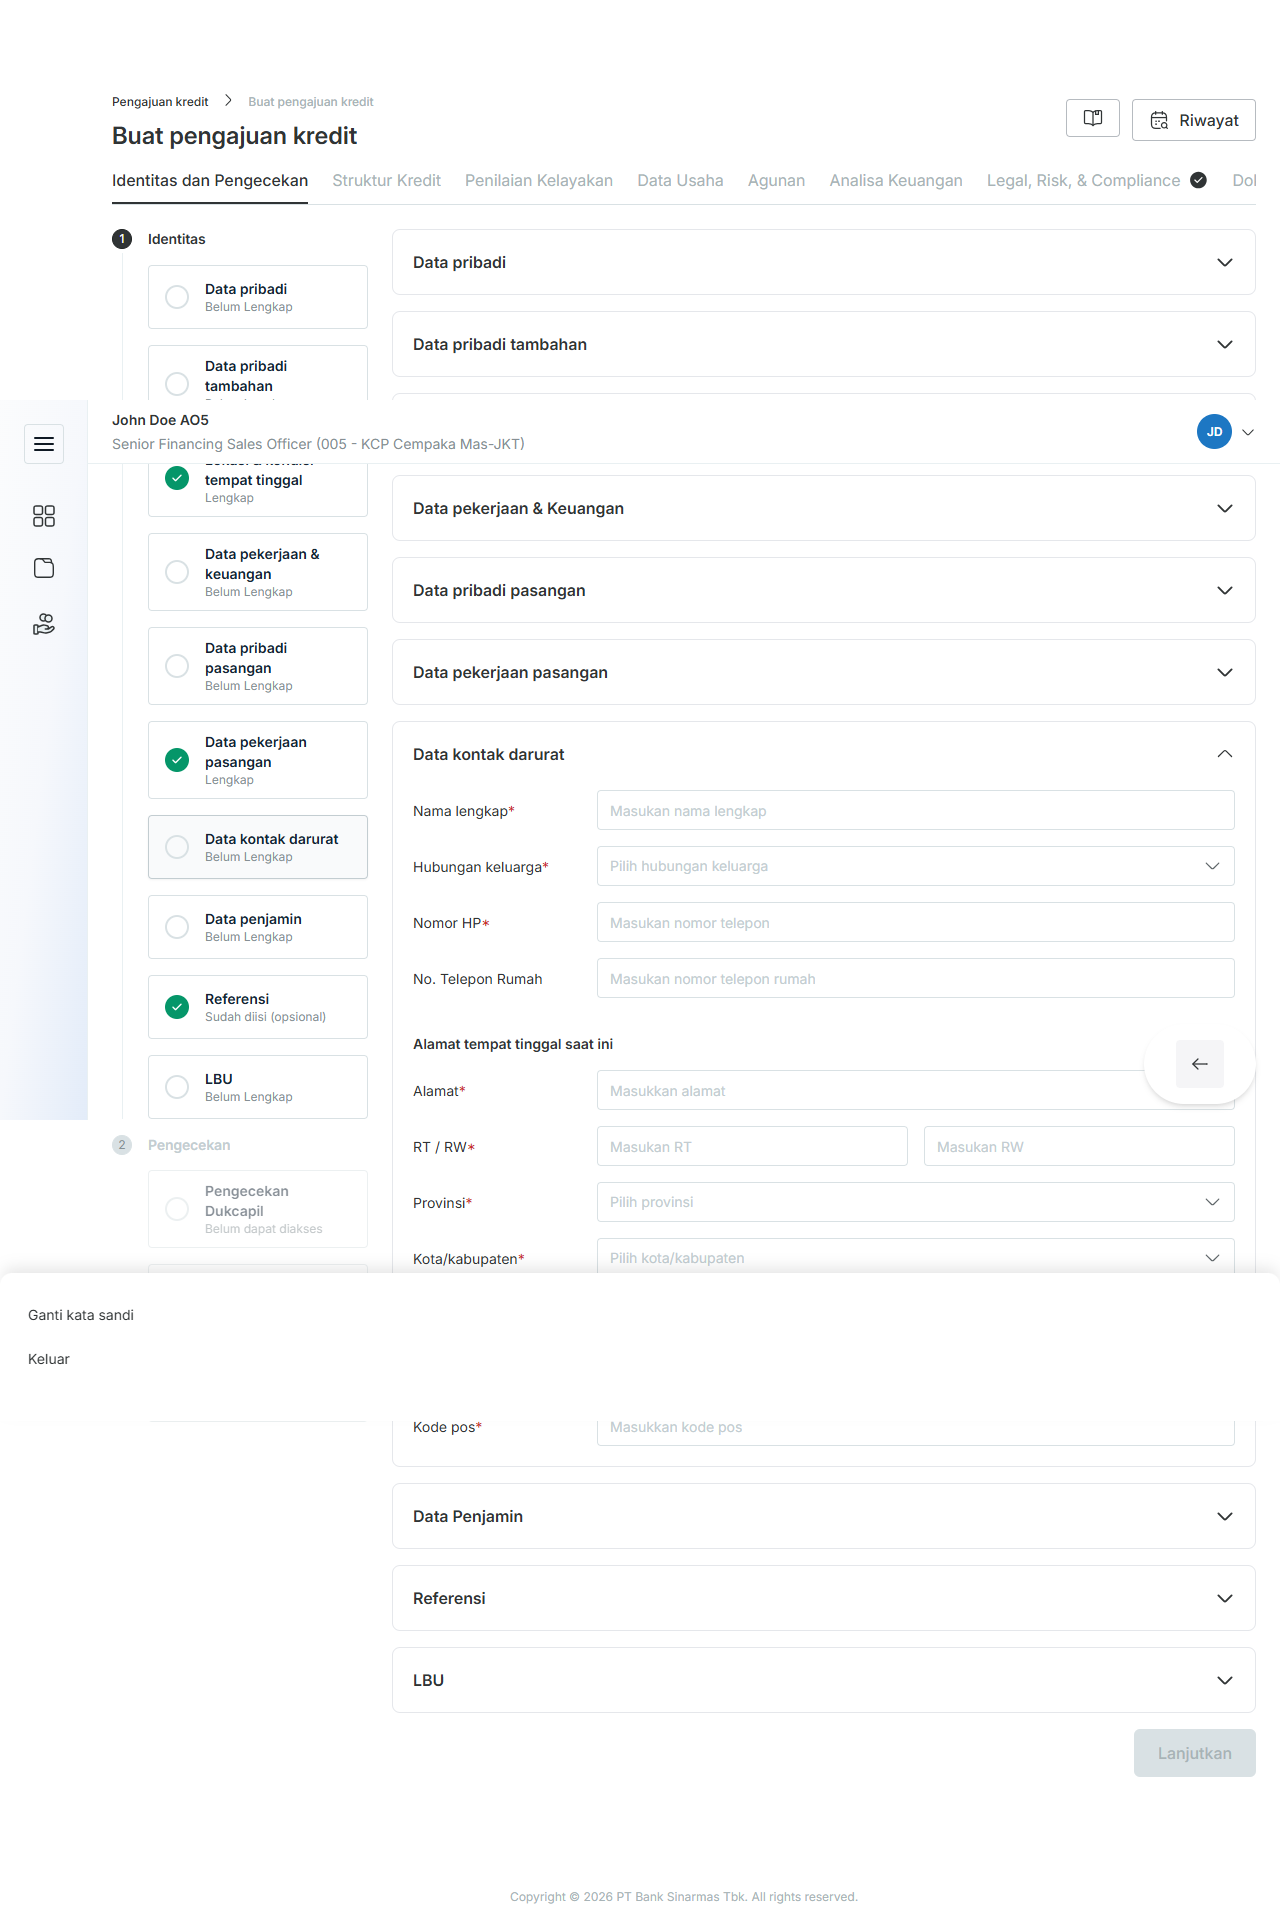 Pengajuan kredit
Buat pengajuan kredit
Buat pengajuan kredit
Riwayat
Identitas dan Pengecekan
Struktur Kredit
Penilaian Kelayakan
Data Usaha
Agunan
Analisa Keuangan
Legal, Risk, & Compliance
Dol
1
Identitas
Data pribadi
Belum Lengkap
Data pribadi
tambahan
John Doe AO5
Senior Financing Sales Officer (005 - KCP Cempaka Mas-JKT)
JD
tempat tinggal
Lengkap
Data pekerjaan &
keuangan
Belum Lengkap
Data pribadi
pasangan
Belum Lengkap
Data pekerjaan
pasangan
Lengkap
Data kontak darurat
Belum Lengkap
Data penjamin
Belum Lengkap
Referensi
Sudah diisi (opsional)
LBU
Belum Lengkap
2
Pengecekan
Pengecekan
Dukcapil
Belum dapat diakses
Data pribadi
Data pribadi tambahan
Data pekerjaan & Keuangan
Data pribadi pasangan
Data pekerjaan pasangan
Data kontak darurat
Nama lengkap*
Masukan nama lengkap
Hubungan keluarga*
Pilih hubungan keluarga
Nomor HP*
Masukan nomor telepon
No. Telepon Rumah
Masukan nomor telepon rumah
Alamat tempat tinggal saat ini
Alamat*
Masukkan alamat
RT / RW*
Masukan RT
Masukan RW
Provinsi*
Pilih provinsi
Kota/kabupaten*
Pilih kota/kabupaten
Ganti kata sandi
Keluar
Kode pos*
Masukkan kode pos
Data Penjamin
Referensi
LBU
Lanjutkan
Copyright © 2026 PT Bank Sinarmas Tbk. All rights reserved.